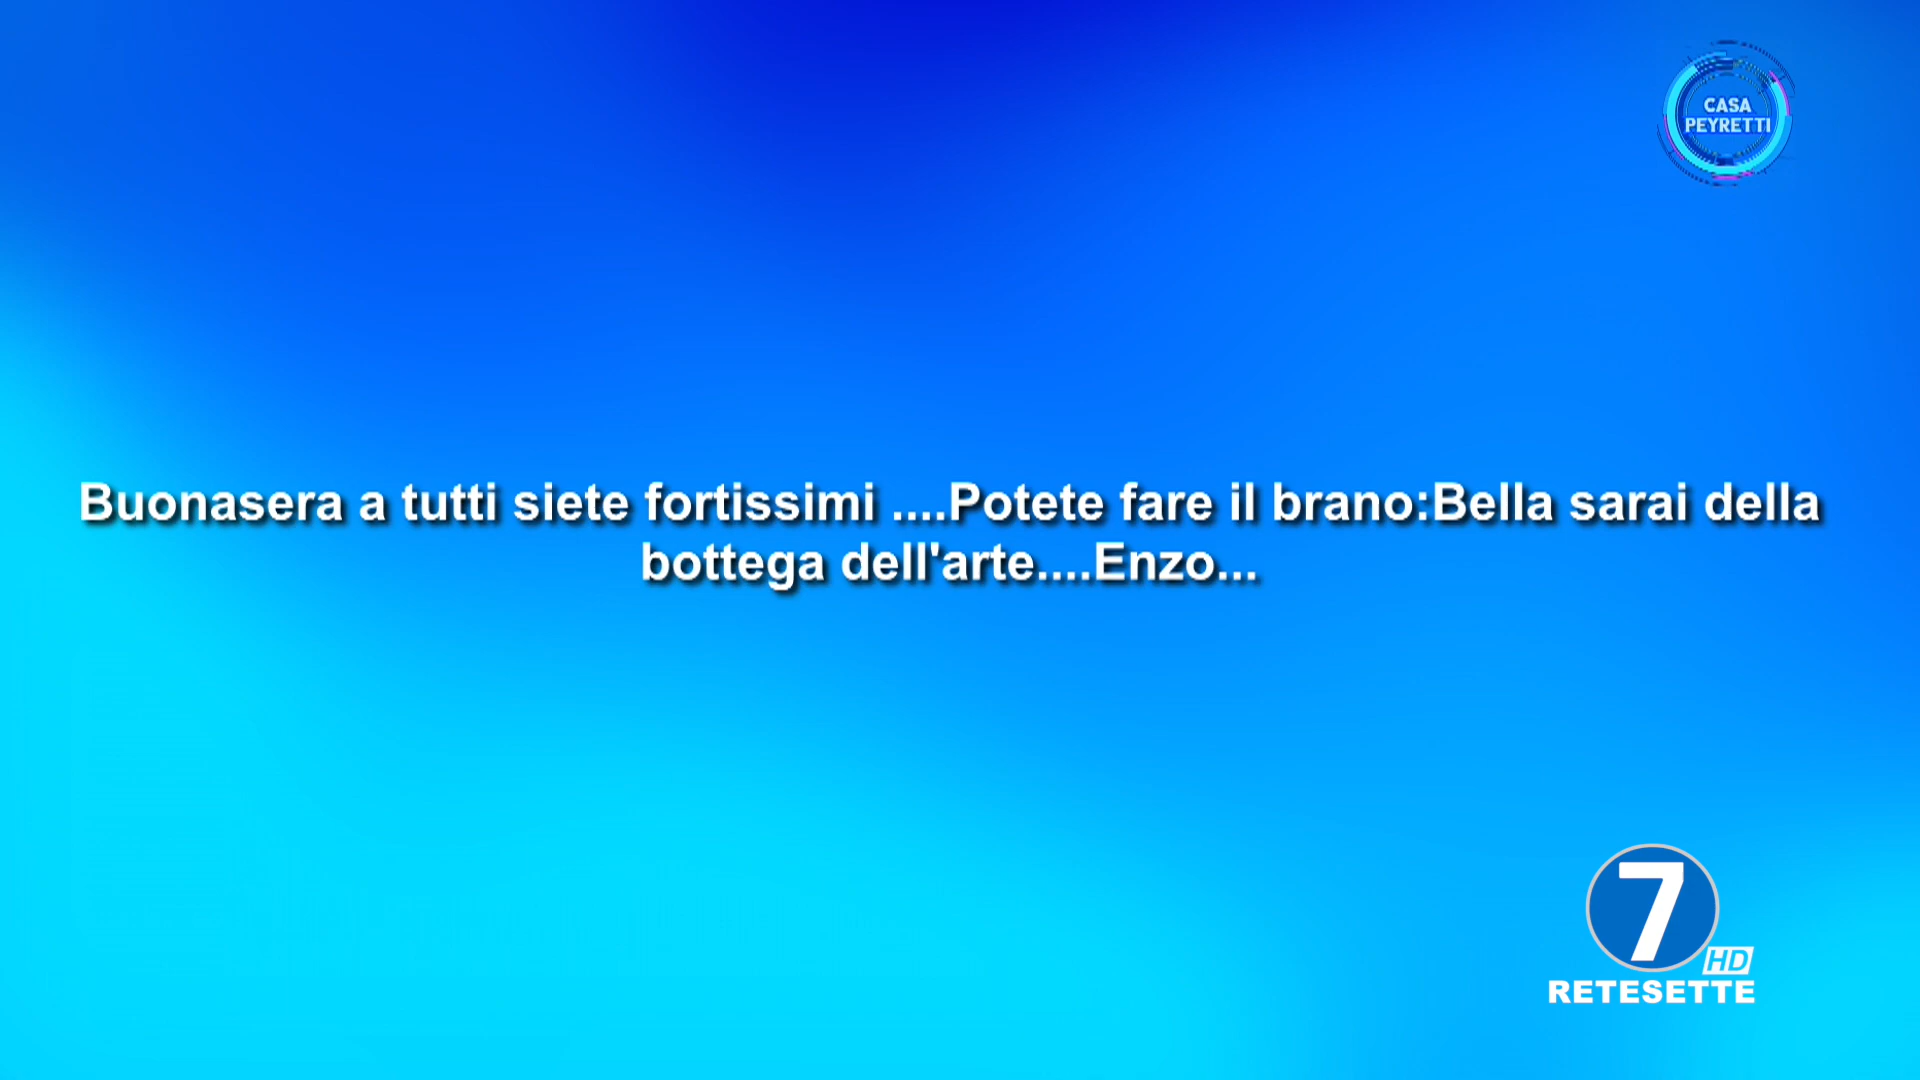 CASA
PEYRETTI
Buonasera a tutti siete fortissimi ....Potete fare il brano:Bella sarai della
bottega dell'arte....Enzo...
7
HD
RETESETTE